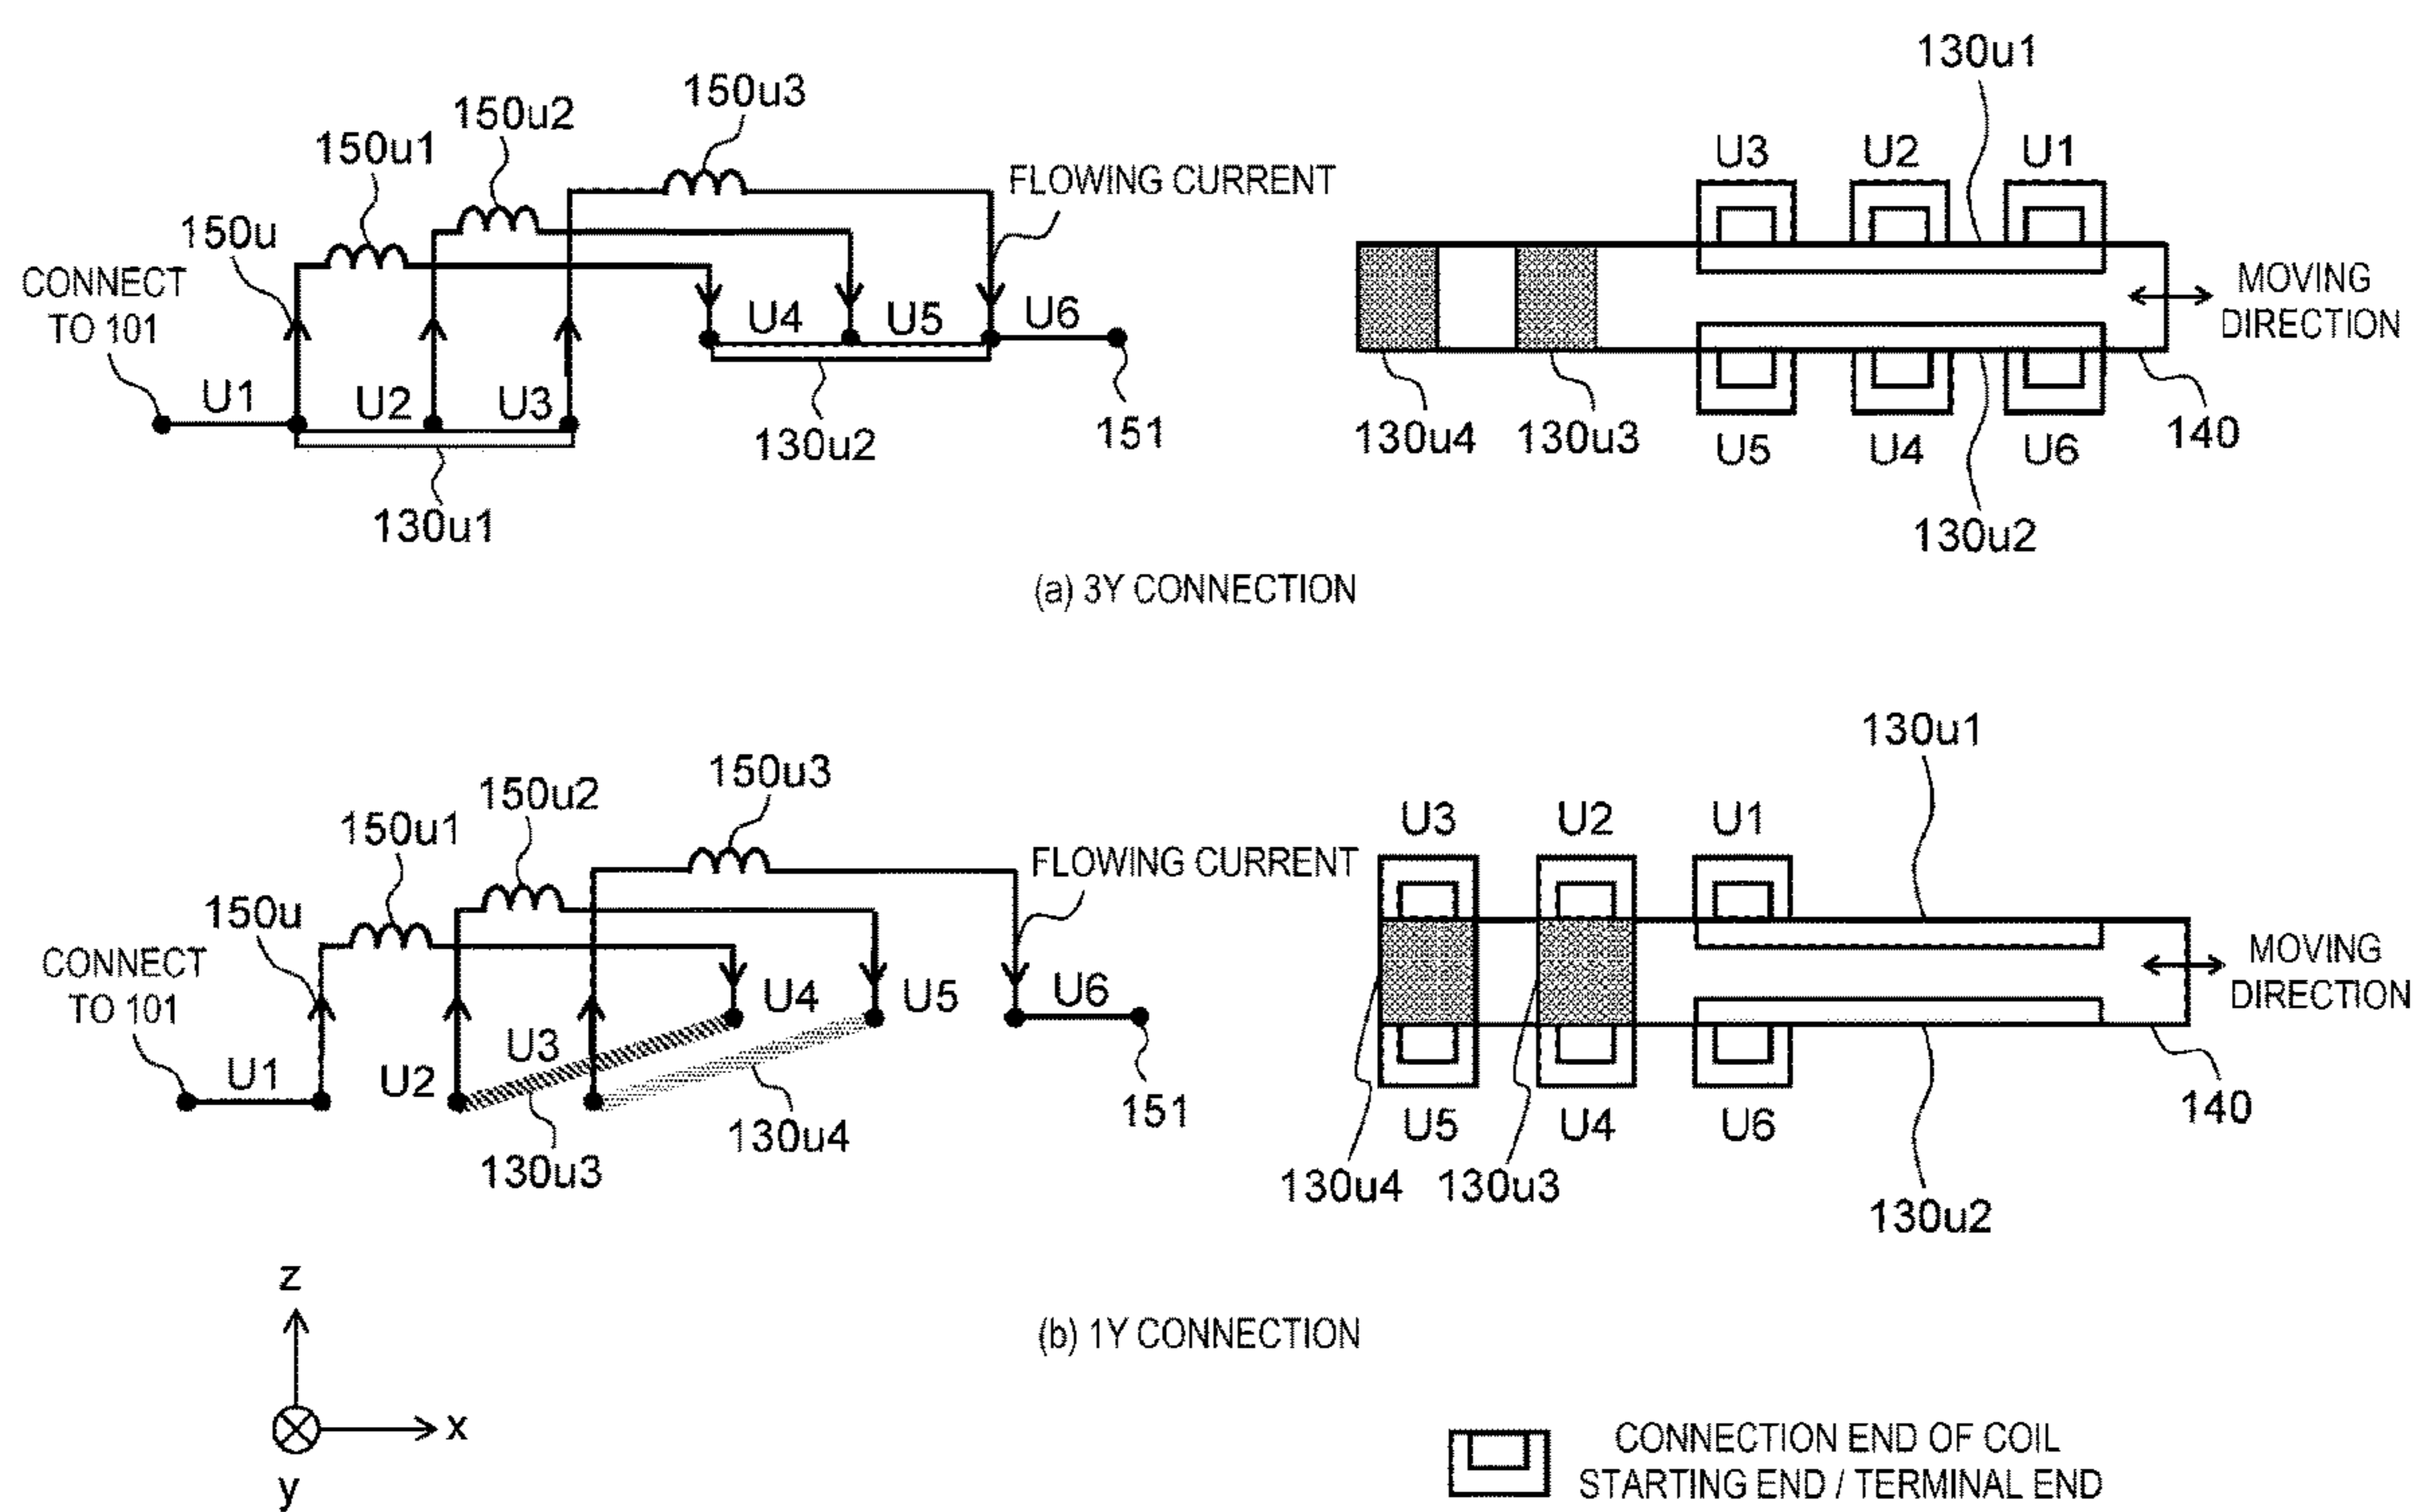 130u1
150u3
150u2
150u1
U3
U2
U1
FLOWING CURRENT
150u
CONNECT
TO 101
MOVING
DIRECTION
U4
U5
U6
U1
U2
U3
130u4
130u3
U5
U4
U6
140
130u2
151
130u1
130u2
(a) 3Y CONNECTION
130u1
150u3
150u2
150u1
U3
U2
U1
FLOWING CURRENT
150u
CONNECT
TO 101
MOVING
DIRECTION
U4
U5
U6
U3
U1
U2
151
U5
U4
U6
140
130u4
130u3
130u4
130u3
130u2
z
(b) 1Y CONNECTION
x
y
CONNECTION END OF COIL
STARTING END / TERMINAL END